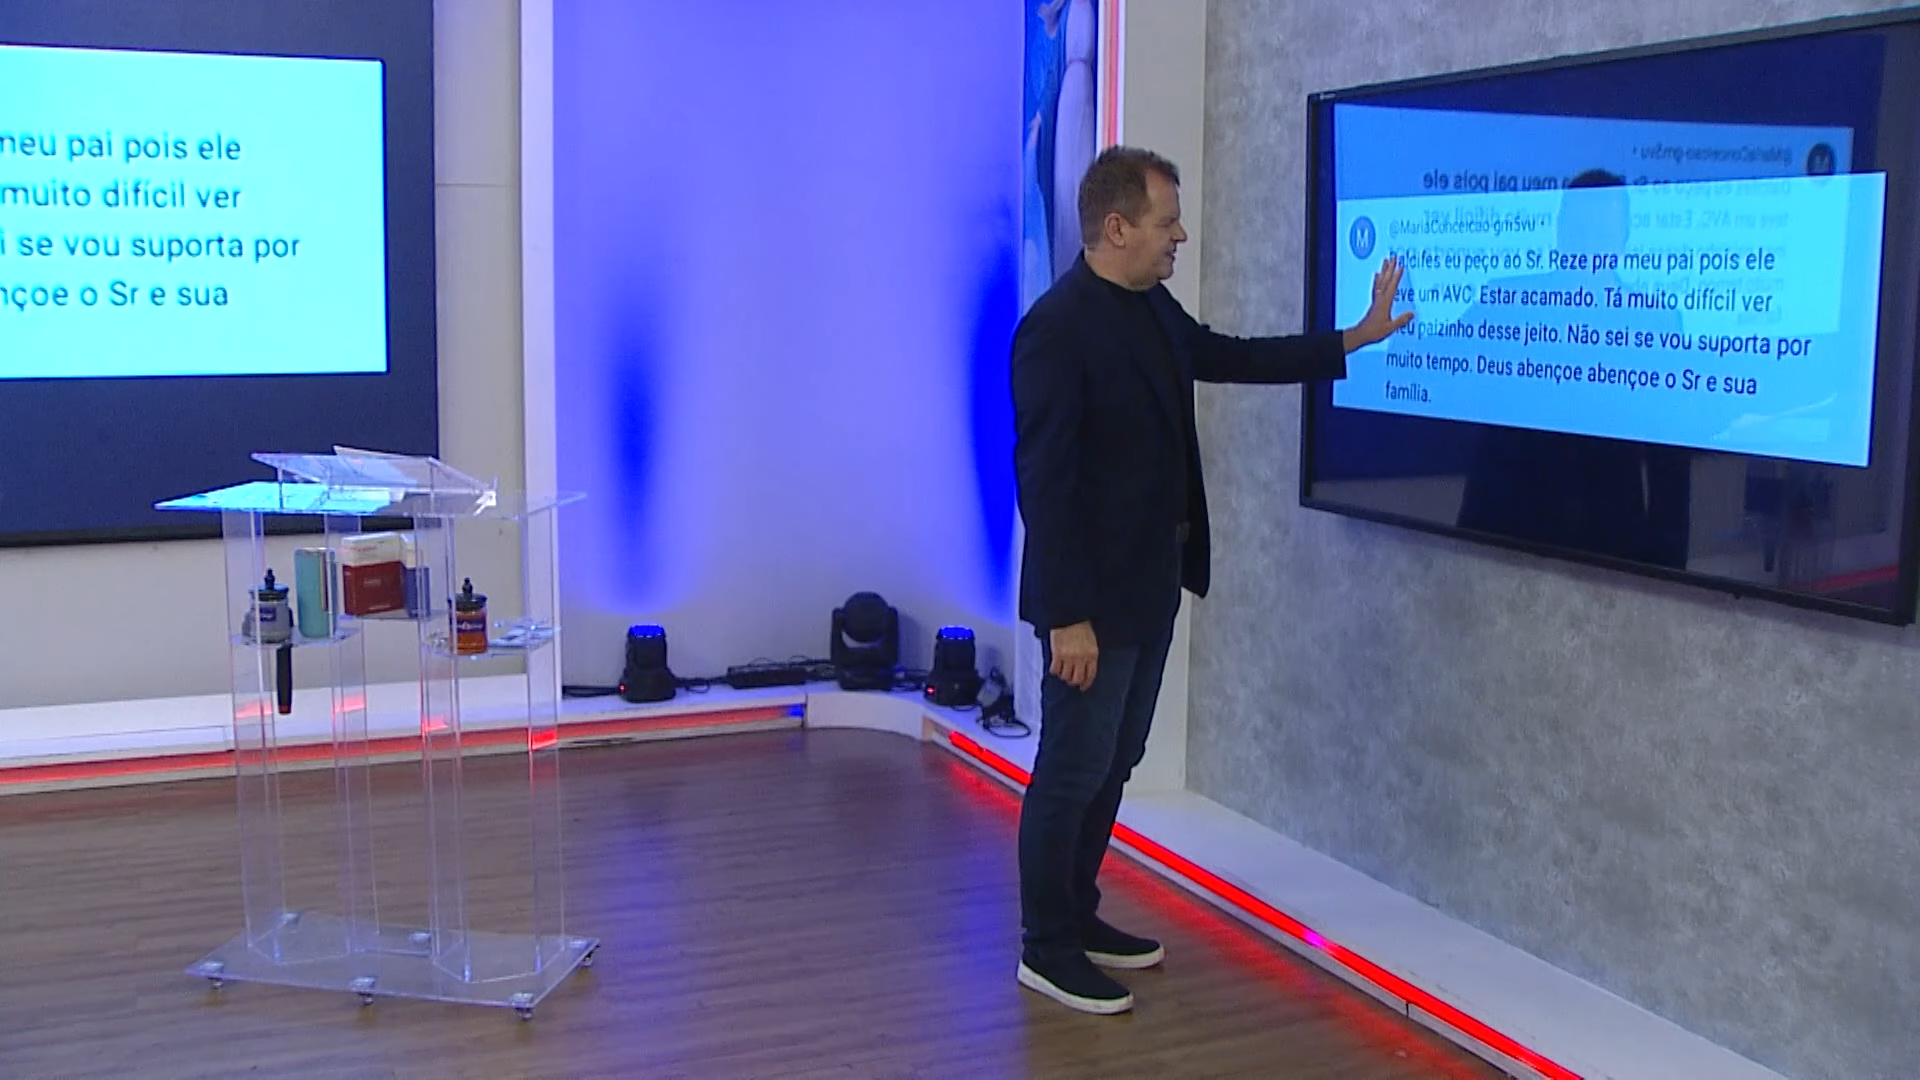 meu pai pois ele
muito difícil ver
i se vou suporta por
nçoe o Sr e sua
M
@MariaConceicao-gm5vu •
eu peço ao Sr. Reze pra meu pai pois ele
teve um AVC. Estar acamado. Tá muito difícil ver
meu paizinho desse jeito. Não sei se vou suporta por
muito tempo. Deus abençoe abençoe o Sr e sua
família.